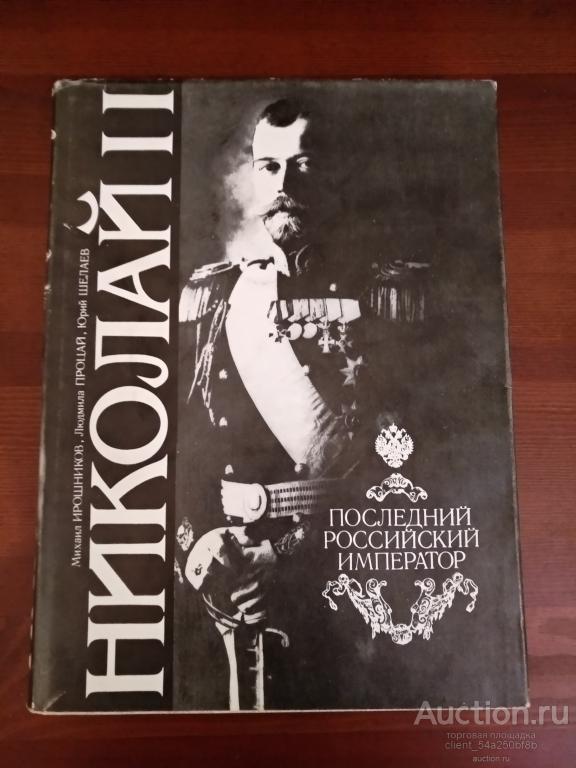 НИКОЛАЙ II
Михаил ИРОШНИКОВ, Людмила ПРОЦАЙ, Юрий ШЕЛАЕВ
ПОСЛЕДНИЙ
РОССИЙСКИЙ
ИМПЕРАТОР
Auction.ru
торговая площадка
client_54a250bf8b
auction.ru